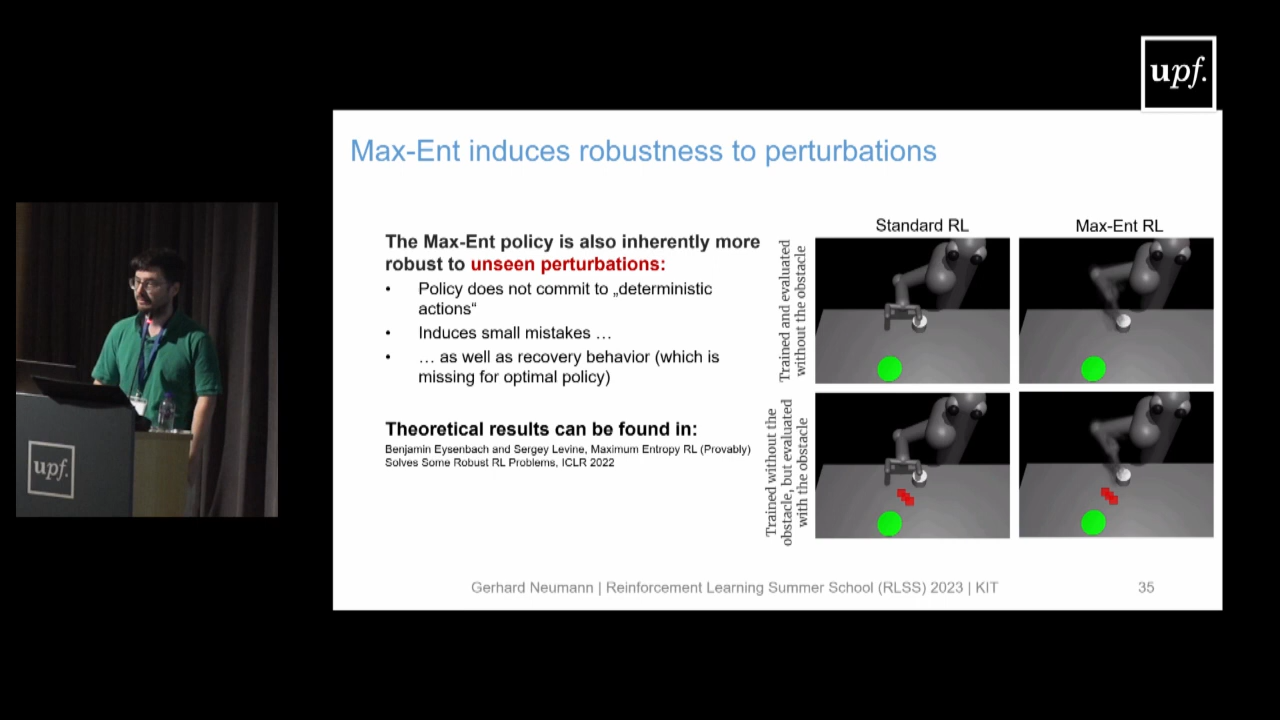 upf.
Max-Ent induces robustness to perturbations
The Max-Ent policy is also inherently more
robust to unseen perturbations:
• Policy does not commit to „deterministic
actions“
• Induces small mistakes …
• … as well as recovery behavior (which is
missing for optimal policy)
Theoretical results can be found in:
Benjamin Eysenbach and Sergey Levine, Maximum Entropy RL (Provably)
Solves Some Robust RL Problems, ICLR 2022
Standard RL
Max-Ent RL
Trained and evaluated
without the obstacle
Trained without the
obstacle, but evaluated
with the obstacle
Gerhard Neumann | Reinforcement Learning Summer School (RLSS) 2023 | KIT
35
upf.